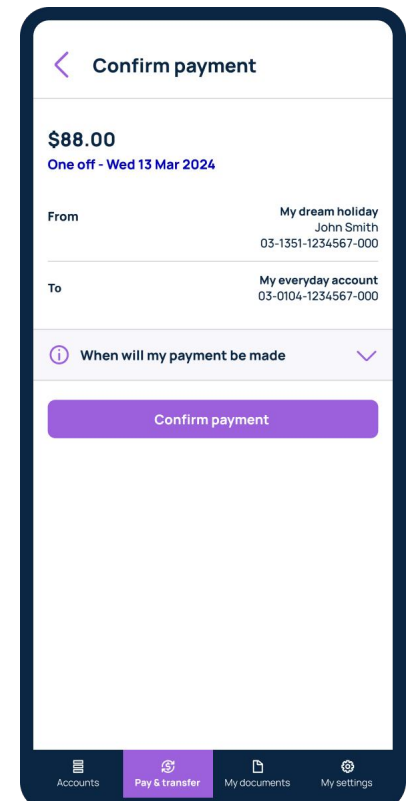 Confirm payment
$88.00
One off - Wed 13 Mar 2024
From
My dream holiday
John Smith
03-1351-1234567-000
To
My everyday account
03-0104-1234567-000
When will my payment be made
Confirm payment
Accounts
Pay & transfer
My documents
My settings